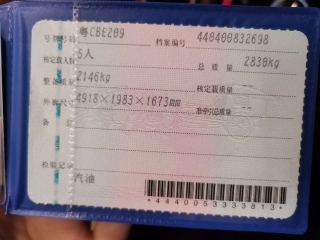 号牌号码 粤CBE209 档案编号 440400832698
核定载人数 5人 总质量 2830kg
整备质量 2146kg 核定载质量 --
外廓尺寸 4918×1983×1673mm 准牵引总质量 --
备注
检验记录
汽油
*4440053333813*